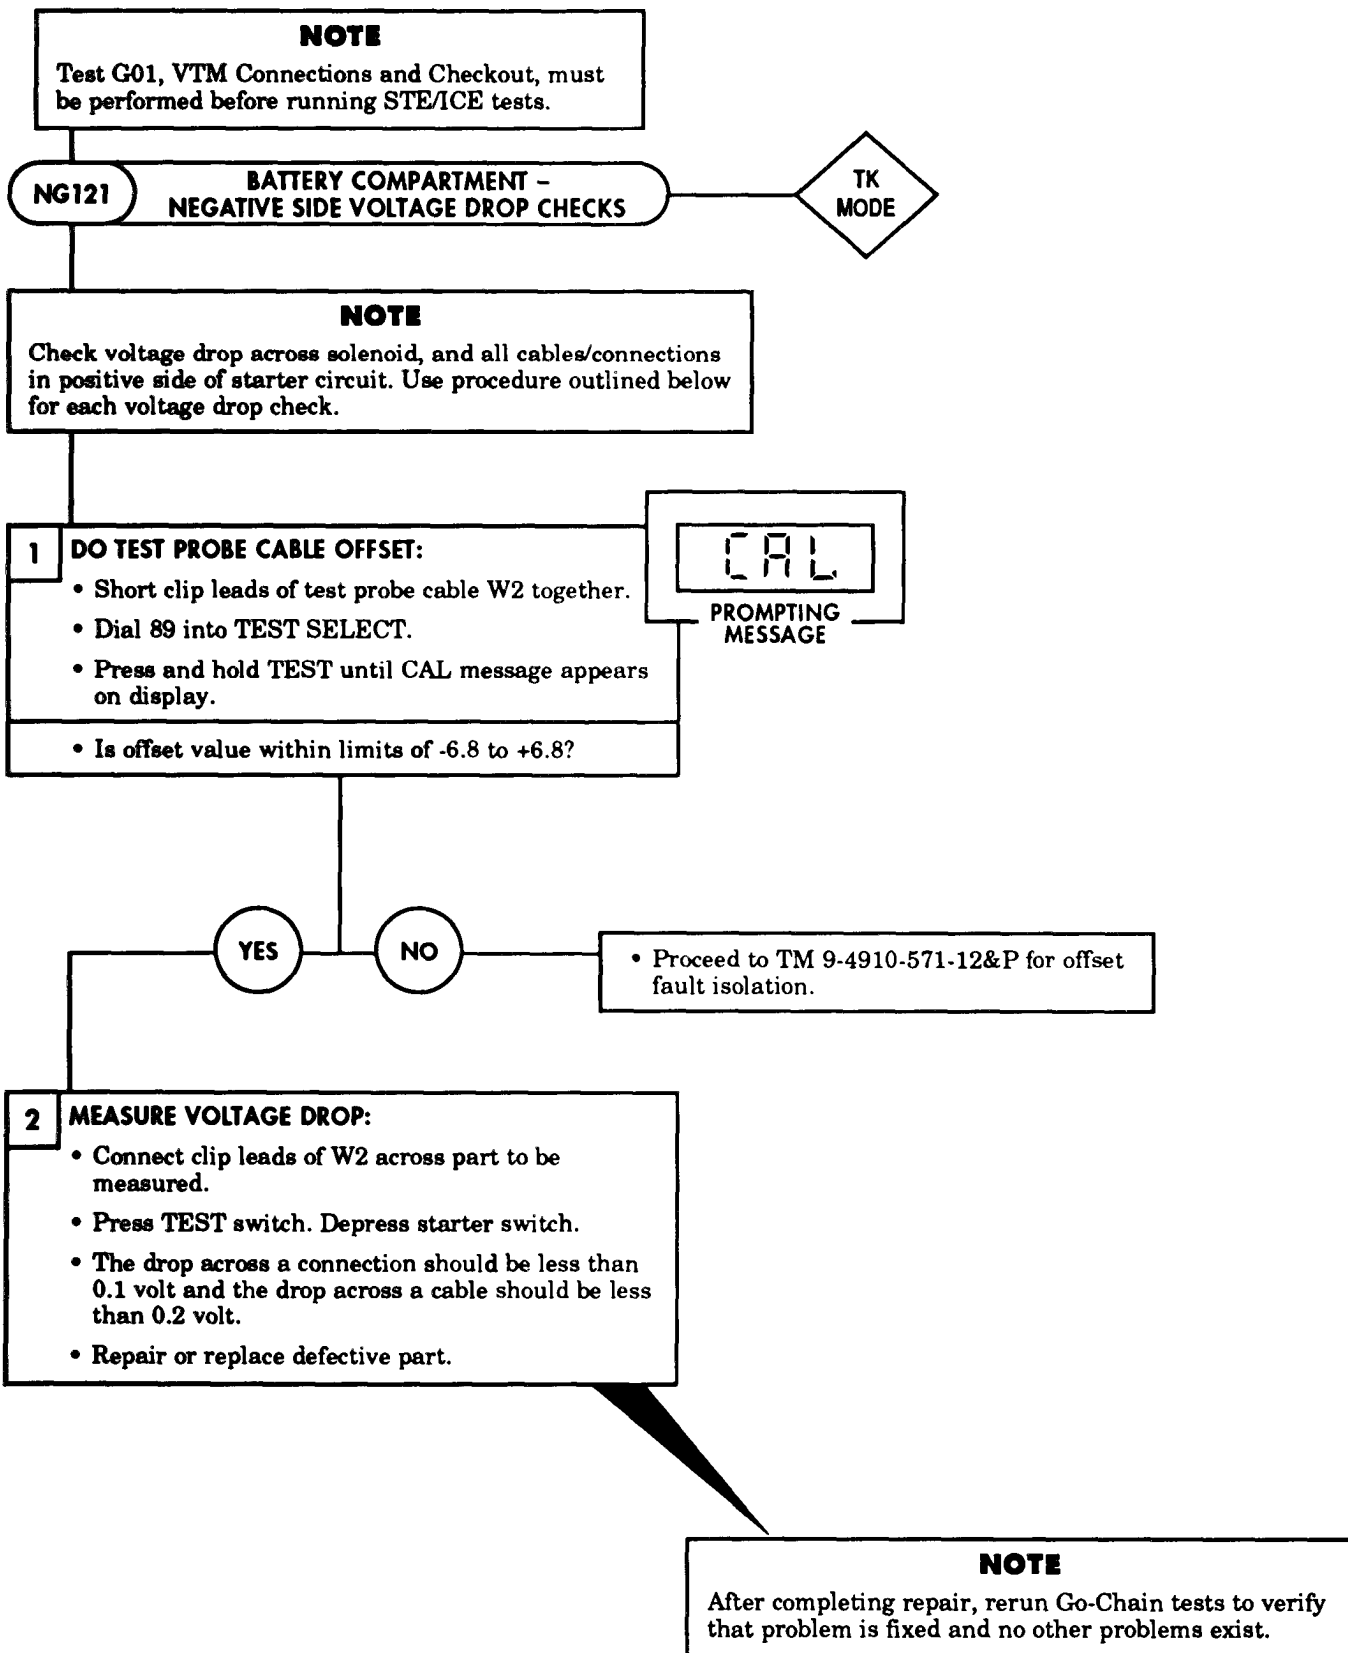 NOTE
Test G01, VTM Connections and Checkout, must
be performed before running STE/ICE tests.
NG121
BATTERY COMPARTMENT –
NEGATIVE SIDE VOLTAGE DROP CHECKS
TK
MODE
NOTE
Check voltage drop across solenoid, and all cables/connections
in positive side of starter circuit. Use procedure outlined below
for each voltage drop check.
1
DO TEST PROBE CABLE OFFSET:
• Short clip leads of test probe cable W2 together.
• Dial 89 into TEST SELECT.
• Press and hold TEST until CAL message appears
on display.
• Is offset value within limits of -6.8 to +6.8?
CAL
PROMPTING
MESSAGE
YES
NO
• Proceed to TM 9-4910-571-12&P for offset
fault isolation.
2
MEASURE VOLTAGE DROP:
• Connect clip leads of W2 across part to be
measured.
• Press TEST switch. Depress starter switch.
• The drop across a connection should be less than
0.1 volt and the drop across a cable should be less
than 0.2 volt.
• Repair or replace defective part.
NOTE
After completing repair, rerun Go-Chain tests to verify
that problem is fixed and no other problems exist.